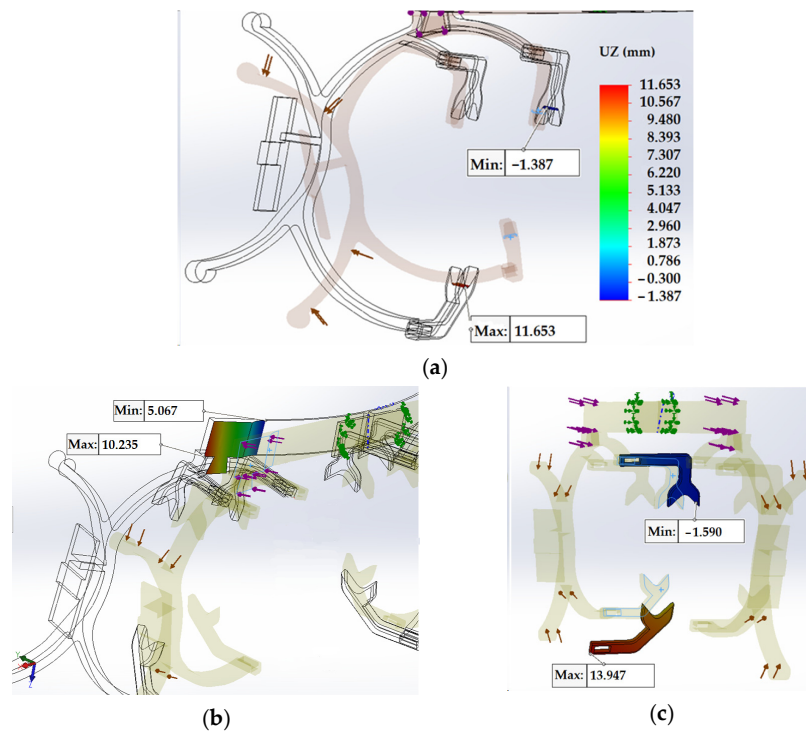 UZ (mm)
11.653
10.567
9.480
8.393
7.307
6.220
5.133
4.047
2.960
1.873
0.786
−0.300
−1.387
Min: −1.387
Max: 11.653
(a)
Min: 5.067
Max: 10.235
Y
Z
(b)
Min: −1.590
Max: 13.947
(c)